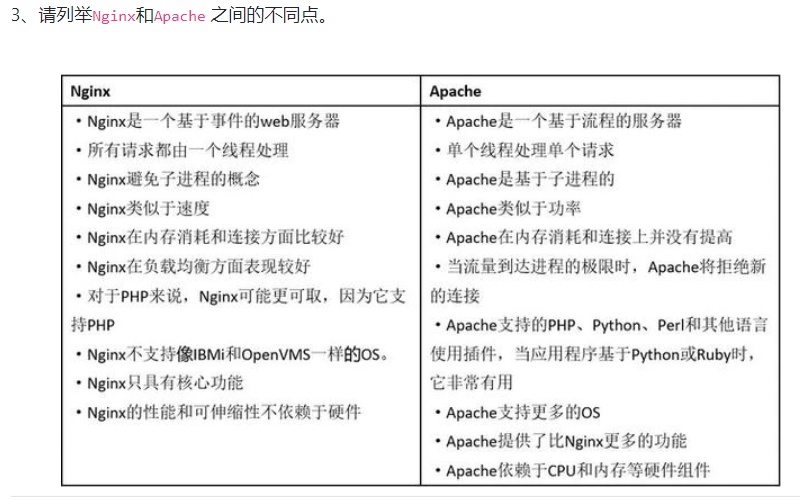 3、请列举Nginx和Apache 之间的不同点。
Nginx
•Nginx是一个基于事件的web服务器
•所有请求都由一个线程处理
•Nginx避免子进程的概念
•Nginx类似于速度
•Nginx在内存消耗和连接方面比较好
•Nginx在负载均衡方面表现较好
•对于PHP来说，Nginx可能更可取，因为它支
持PHP
•Nginx不支持像IBMi和OpenVMS一样的OS。
•Nginx只具有核心功能
•Nginx的性能和可伸缩性不依赖于硬件
Apache
•Apache是一个基于流程的服务器
•单个线程处理单个请求
•Apache是基于子进程的
•Apache类似于功率
•Apache在内存消耗和连接上并没有提高
•当流量到达进程的极限时，Apache将拒绝新
的连接
•Apache支持的PHP、Python、Perl和其他语言
使用插件，当应用程序基于Python或Ruby时，
它非常有用
•Apache支持更多的OS
•Apache提供了比Nginx更多的功能
•Apache依赖于CPU和内存等硬件组件